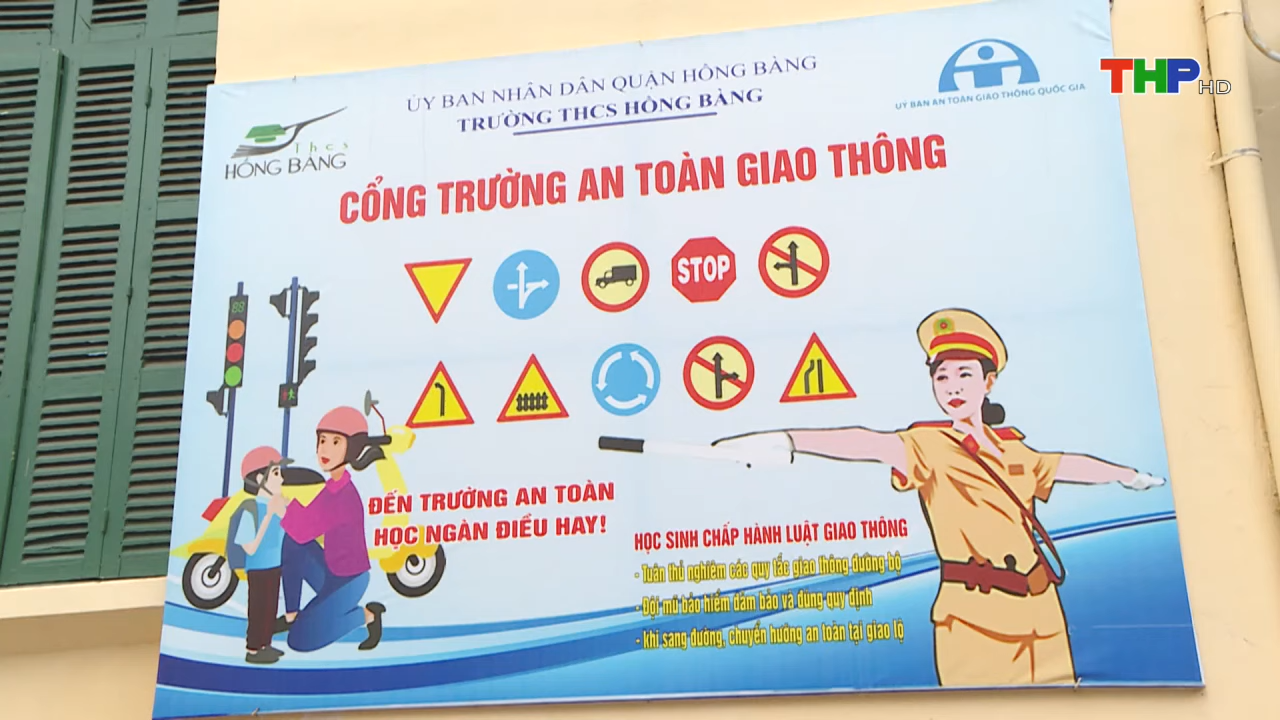 ỦY BAN NHÂN DÂN QUẬN HỒNG BÀNG
TRƯỜNG THCS HỒNG BÀNG
Thcs
HỒNG BÀNG
ỦY BAN AN TOÀN GIAO THÔNG QUỐC GIA
THP HD
CỔNG TRƯỜNG AN TOÀN GIAO THÔNG
STOP
ĐẾN TRƯỜNG AN TOÀN
HỌC NGÀN ĐIỀU HAY!
HỌC SINH CHẤP HÀNH LUẬT GIAO THÔNG
- Tuân thủ nghiêm các quy tắc giao thông đường bộ
- Đội mũ bảo hiểm đảm bảo và đúng quy định
- khi sang đường, chuyển hướng an toàn tại giao lộ